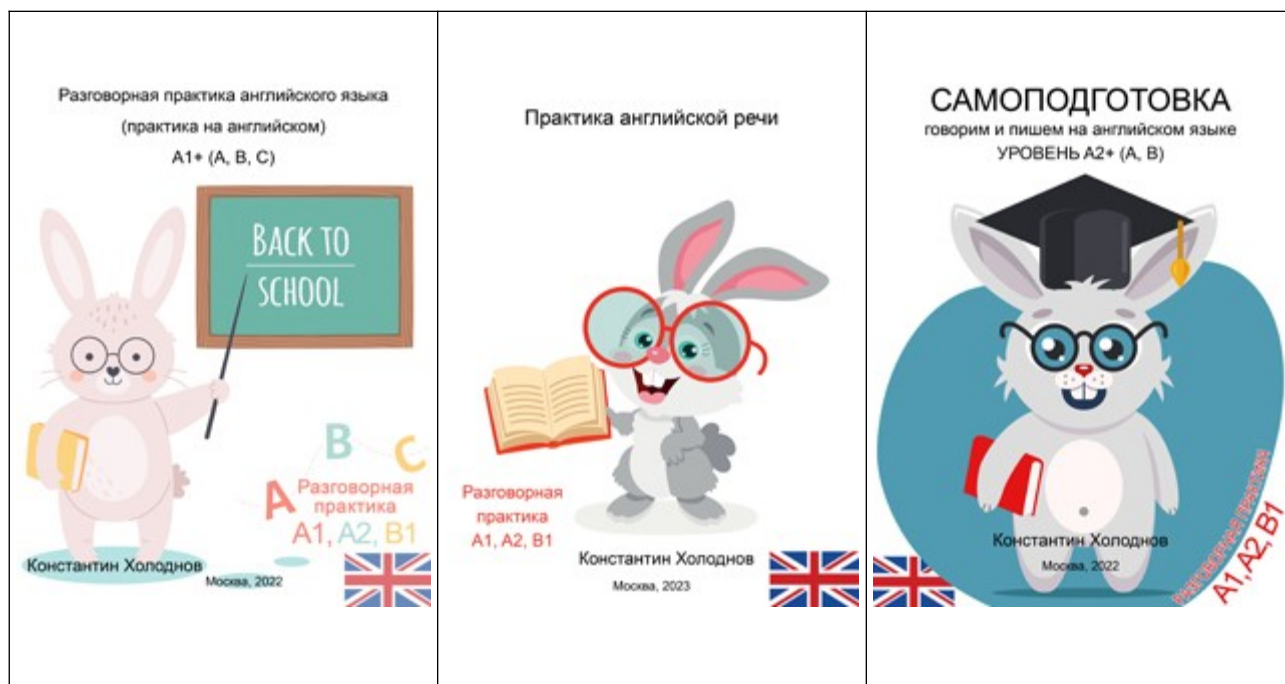 Разговорная практика английского языка
(практика на английском)
A1+ (A, B, C)
BACK TO
SCHOOL
A B C
Разговорная
практика
A1, A2, B1
Константин Холоднов
Москва, 2022
Практика английской речи
Разговорная
практика
A1, A2, B1
Константин Холоднов
Москва, 2023
САМОПОДГОТОВКА
говорим и пишем на английском языке
УРОВЕНЬ A2+ (A, B)
Константин Холоднов
Москва, 2022
РАЗГОВОРНАЯ ПРАКТИКА
A1, A2, B1